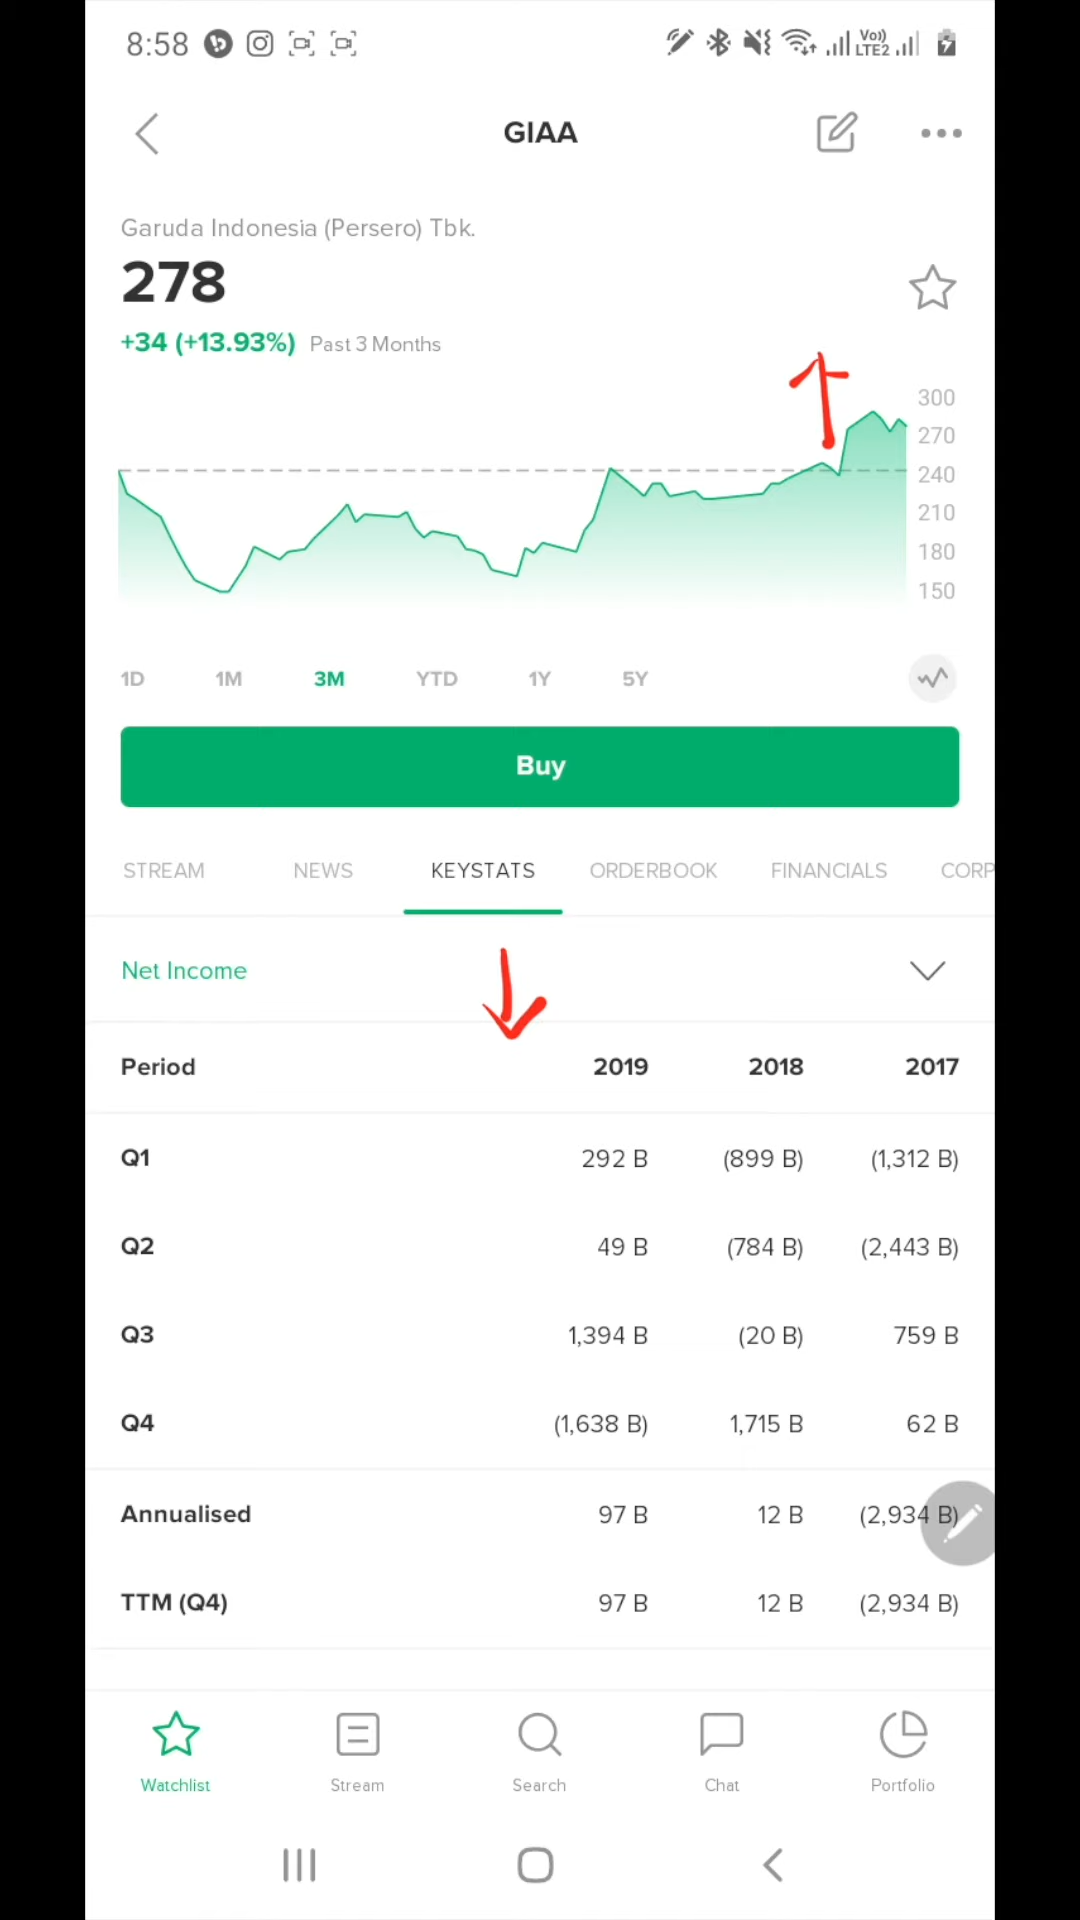 8:58 Vo)) LTE2
GIAA
Garuda Indonesia (Persero) Tbk.
278
+34 (+13.93%) Past 3 Months
300
270
240
210
180
150
1D 1M 3M YTD 1Y 5Y
Buy
STREAM NEWS KEYSTATS ORDERBOOK FINANCIALS CORP
Net Income
Period 2019 2018 2017
Q1 292 B (899 B) (1,312 B)
Q2 49 B (784 B) (2,443 B)
Q3 1,394 B (20 B) 759 B
Q4 (1,638 B) 1,715 B 62 B
Annualised 97 B 12 B (2,934 B)
TTM (Q4) 97 B 12 B (2,934 B)
Watchlist Stream Search Chat Portfolio